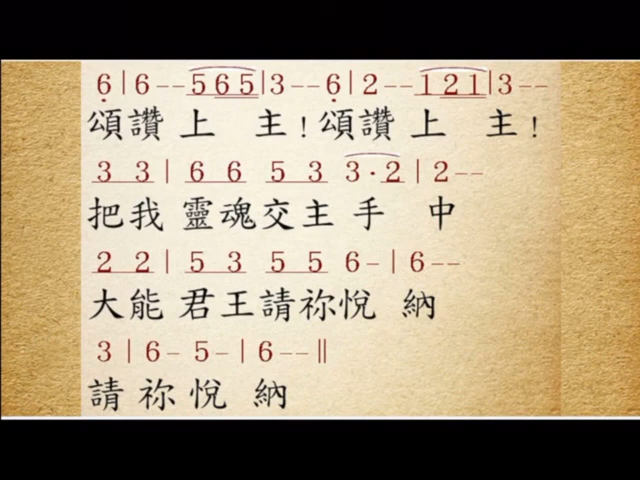 6̣ | 6 - - 5 6 5 | 3 - - 6̣ | 2 - - 1 2 1 | 3 - -
頌讚 上 主！頌讚 上 主！
3 3 | 6 6 5 3 3·2 | 2 - -
把我 靈魂交主 手 中
2 2 | 5 3 5 5 6 - | 6 - -
大能 君王請祢悅 納
3 | 6 - 5 - | 6 - - ‖
請 祢 悅 納